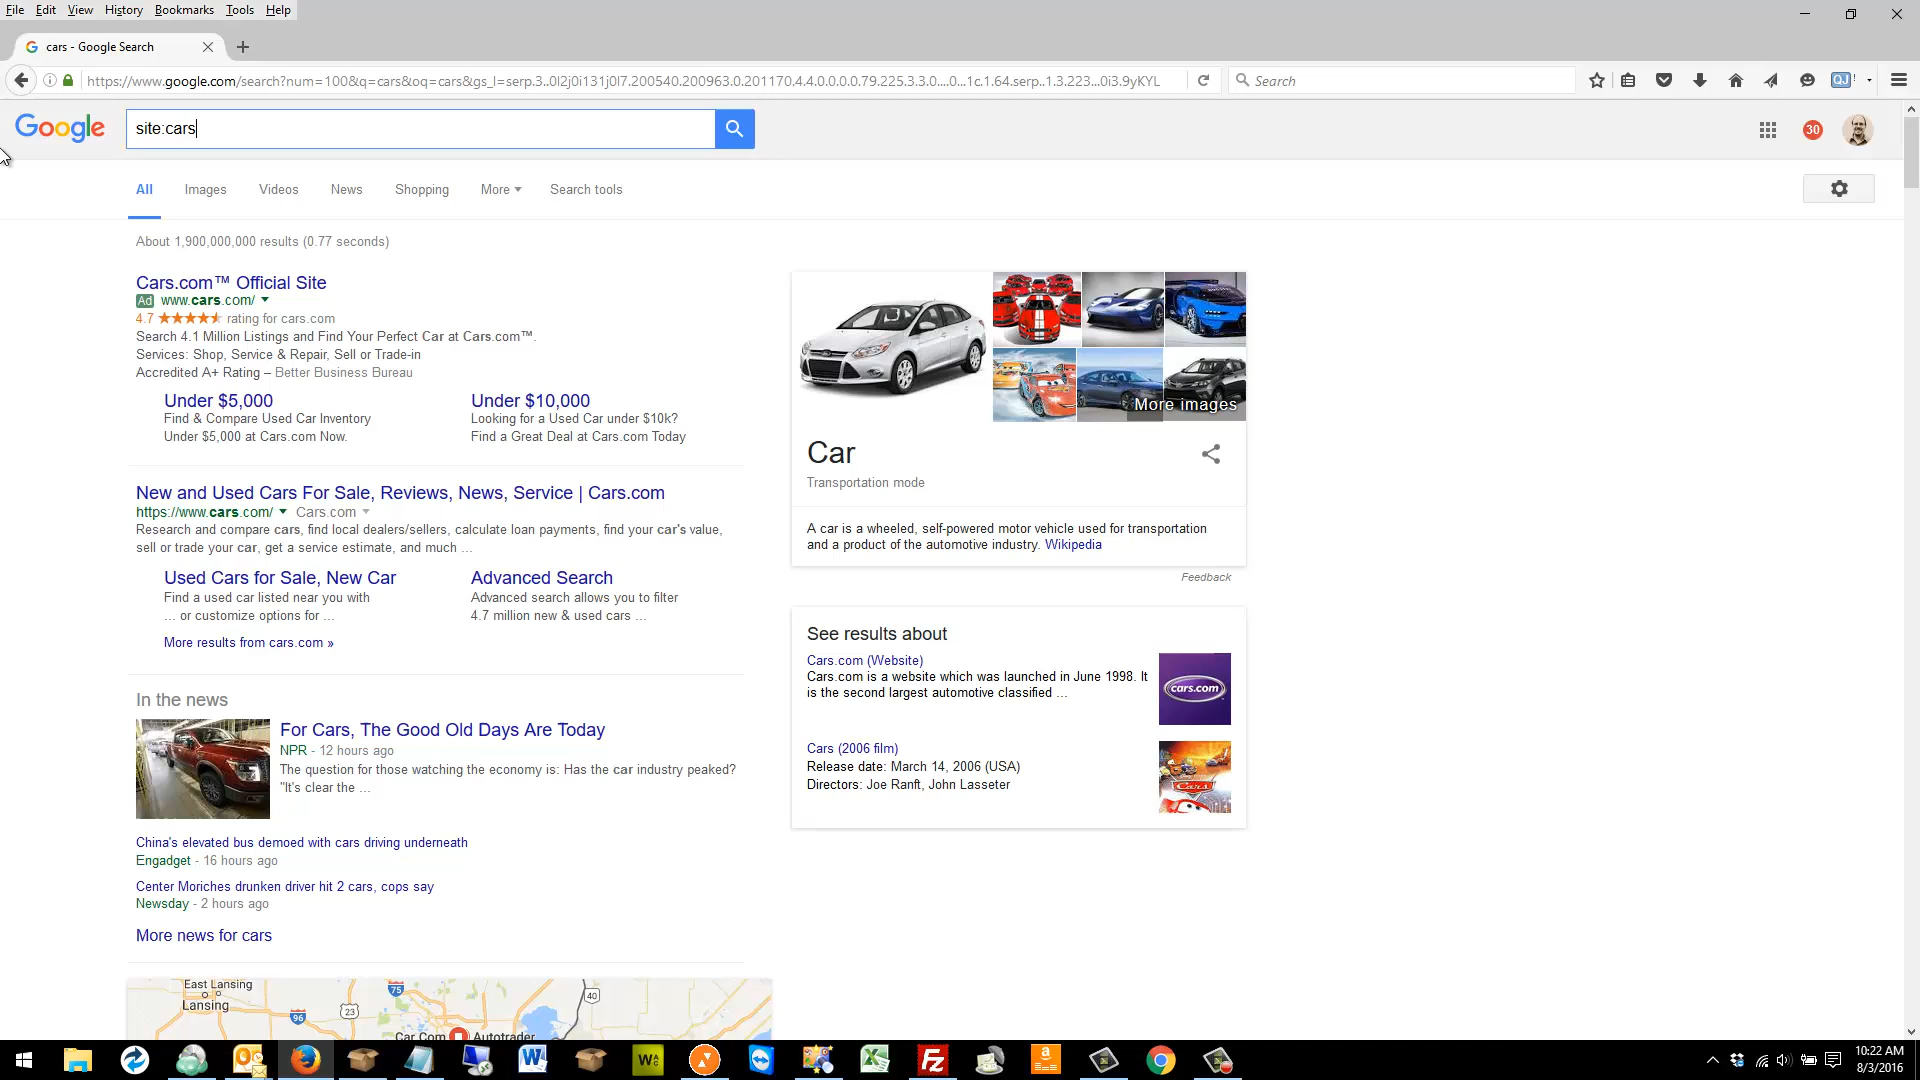 File Edit View History Bookmarks Tools Help
cars - Google Search
https://www.google.com/search?num=100&q=cars&oq=cars&gs_l=serp.3..0l2j0i131j0l7.200540.200963.0.201170.4.4.0.0.0.0.79.225.3.3.0....0...1c.1.64.serp..1.3.223...0i3.9yKYL
Search
QJ !
Google
site:cars
30
All Images Videos News Shopping More Search tools
About 1,900,000,000 results (0.77 seconds)
Cars.com™ Official Site
Ad www.cars.com/
4.7 ★★★★★ rating for cars.com
Search 4.1 Million Listings and Find Your Perfect Car at Cars.com™.
Services: Shop, Service & Repair, Sell or Trade-in
Accredited A+ Rating – Better Business Bureau
Under $5,000
Find & Compare Used Car Inventory
Under $5,000 at Cars.com Now.
Under $10,000
Looking for a Used Car under $10k?
Find a Great Deal at Cars.com Today
New and Used Cars For Sale, Reviews, News, Service | Cars.com
https://www.cars.com/ Cars.com
Research and compare cars, find local dealers/sellers, calculate loan payments, find your car's value,
sell or trade your car, get a service estimate, and much ...
Used Cars for Sale, New Car
Find a used car listed near you with
... or customize options for ...
Advanced Search
Advanced search allows you to filter
4.7 million new & used cars ...
More results from cars.com »
In the news
For Cars, The Good Old Days Are Today
NPR - 12 hours ago
The question for those watching the economy is: Has the car industry peaked?
"It's clear the ...
China's elevated bus demoed with cars driving underneath
Engadget - 16 hours ago
Center Moriches drunken driver hit 2 cars, cops say
Newsday - 2 hours ago
More news for cars
East Lansing
Lansing
96
23
75
40
Car Com
Autotrader
More images
Car
Transportation mode
A car is a wheeled, self-powered motor vehicle used for transportation
and a product of the automotive industry. Wikipedia
Feedback
See results about
Cars.com (Website)
Cars.com is a website which was launched in June 1998. It
is the second largest automotive classified ...
cars.com
Cars (2006 film)
Release date: March 14, 2006 (USA)
Directors: Joe Ranft, John Lasseter
Cars
10:22 AM
8/3/2016